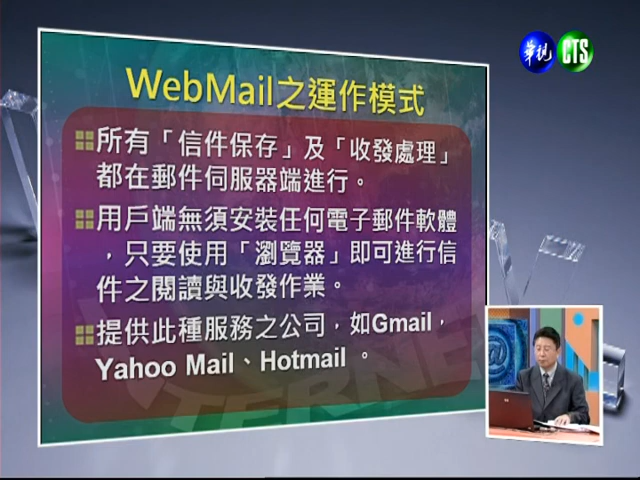 華視 CTS
WebMail之運作模式
所有「信件保存」及「收發處理」
都在郵件伺服器端進行。
用戶端無須安裝任何電子郵件軟體
，只要使用「瀏覽器」即可進行信
件之閱讀與收發作業。
提供此種服務之公司，如Gmail，
Yahoo Mail、Hotmail 。
TERNE
@